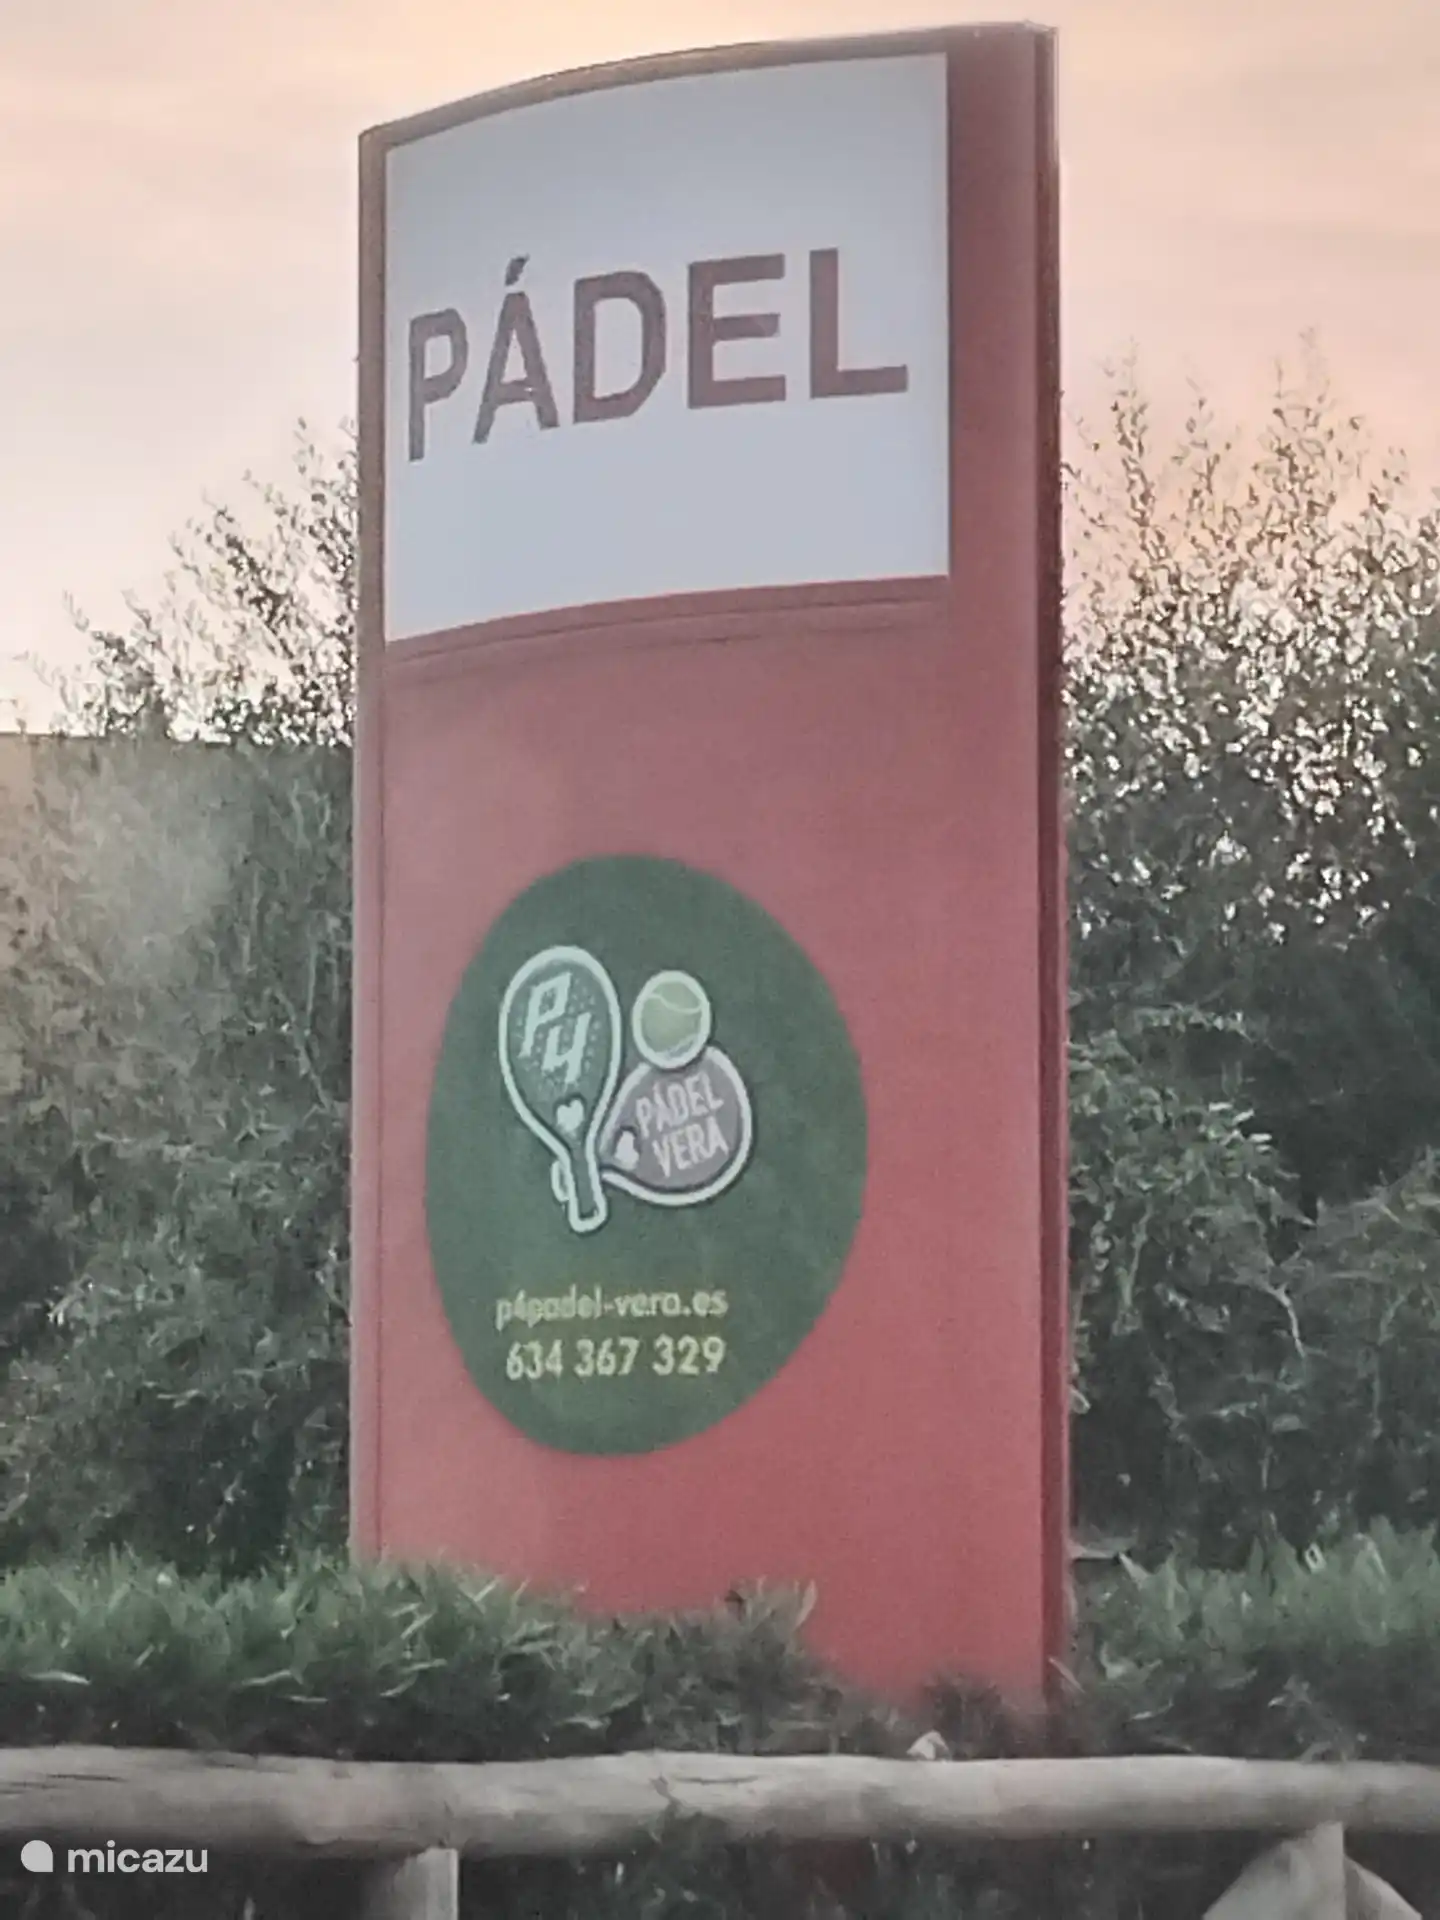 PÁDEL
P4
PÁDEL
VERA
p4padel-vera.es
634 367 329
micazu